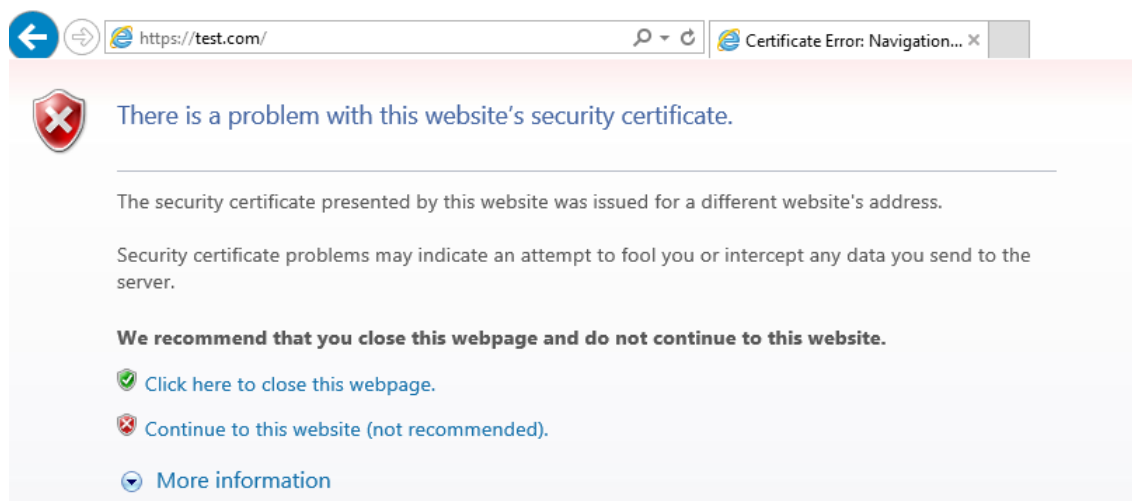 https://test.com/
Certificate Error: Navigation...
There is a problem with this website's security certificate.
The security certificate presented by this website was issued for a different website's address.
Security certificate problems may indicate an attempt to fool you or intercept any data you send to the
server.
We recommend that you close this webpage and do not continue to this website.
Click here to close this webpage.
Continue to this website (not recommended).
More information